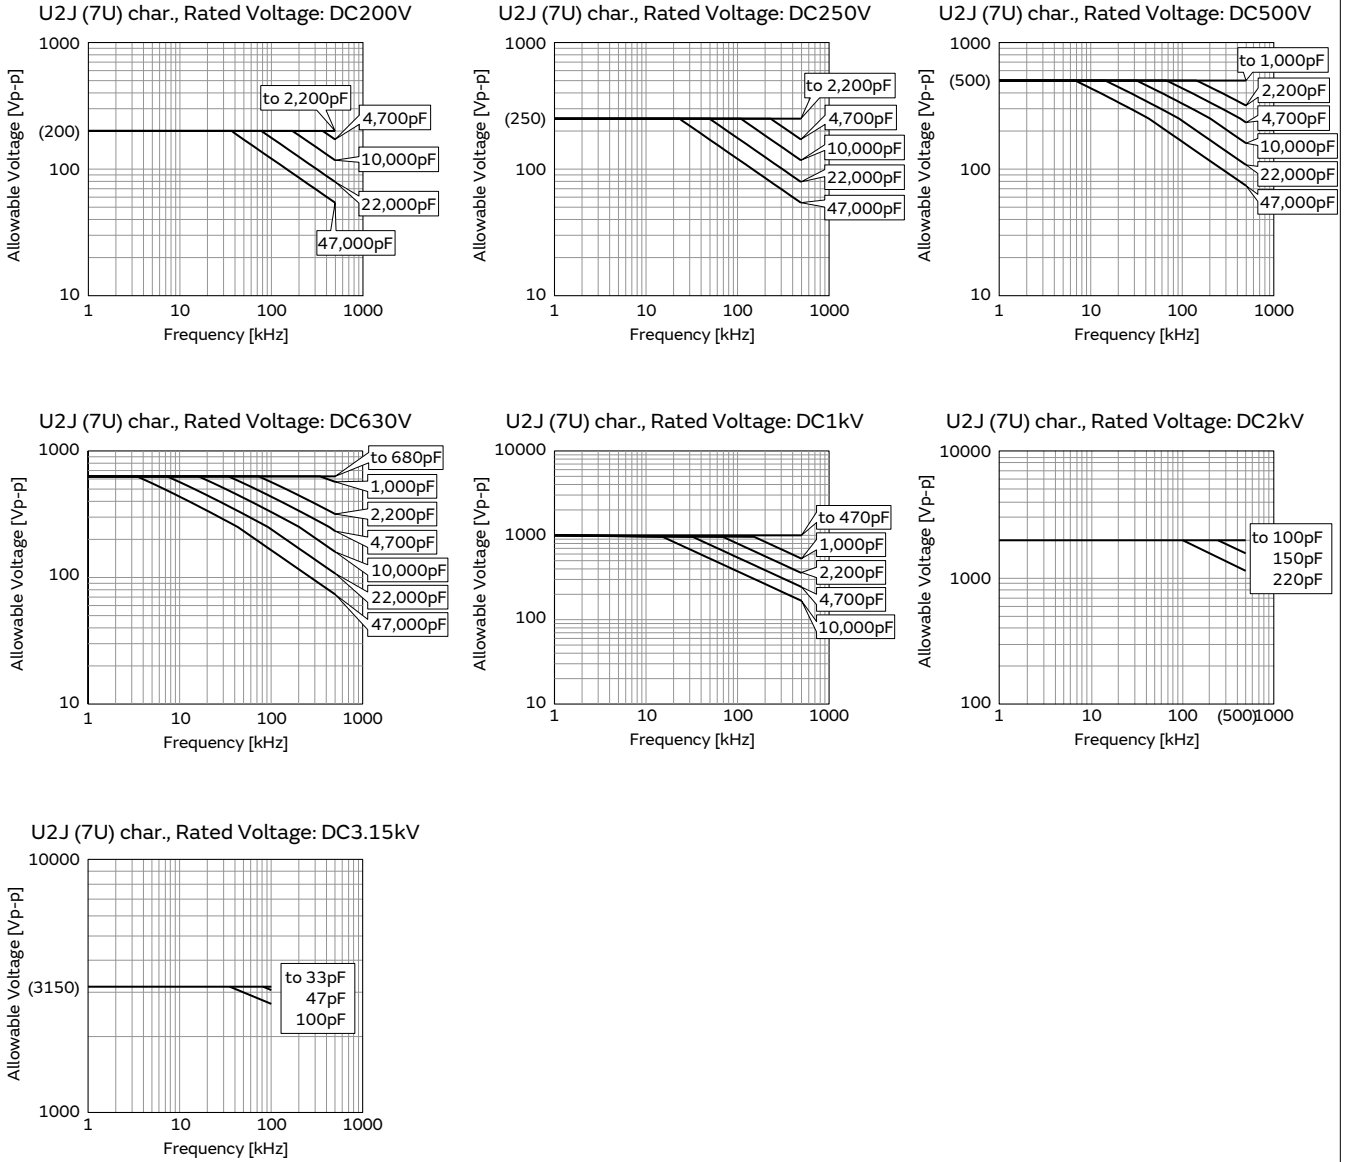 U2J (7U) char., Rated Voltage: DC200V
Allowable Voltage [Vp-p]
1000
(200)
100
10
to 2,200pF
4,700pF
10,000pF
22,000pF
47,000pF
1 10 100 1000
Frequency [kHz]
U2J (7U) char., Rated Voltage: DC250V
Allowable Voltage [Vp-p]
1000
(250)
100
10
to 2,200pF
4,700pF
10,000pF
22,000pF
47,000pF
1 10 100 1000
Frequency [kHz]
U2J (7U) char., Rated Voltage: DC500V
Allowable Voltage [Vp-p]
1000
(500)
100
10
to 1,000pF
2,200pF
4,700pF
10,000pF
22,000pF
47,000pF
1 10 100 1000
Frequency [kHz]
U2J (7U) char., Rated Voltage: DC630V
Allowable Voltage [Vp-p]
1000
100
10
to 680pF
1,000pF
2,200pF
4,700pF
10,000pF
22,000pF
47,000pF
1 10 100 1000
Frequency [kHz]
U2J (7U) char., Rated Voltage: DC1kV
Allowable Voltage [Vp-p]
10000
1000
100
10
to 470pF
1,000pF
2,200pF
4,700pF
10,000pF
1 10 100 1000
Frequency [kHz]
U2J (7U) char., Rated Voltage: DC2kV
Allowable Voltage [Vp-p]
10000
1000
100
to 100pF
150pF
220pF
1 10 100 (500)1000
Frequency [kHz]
U2J (7U) char., Rated Voltage: DC3.15kV
Allowable Voltage [Vp-p]
10000
(3150)
1000
to 33pF
47pF
100pF
1 10 100 1000
Frequency [kHz]